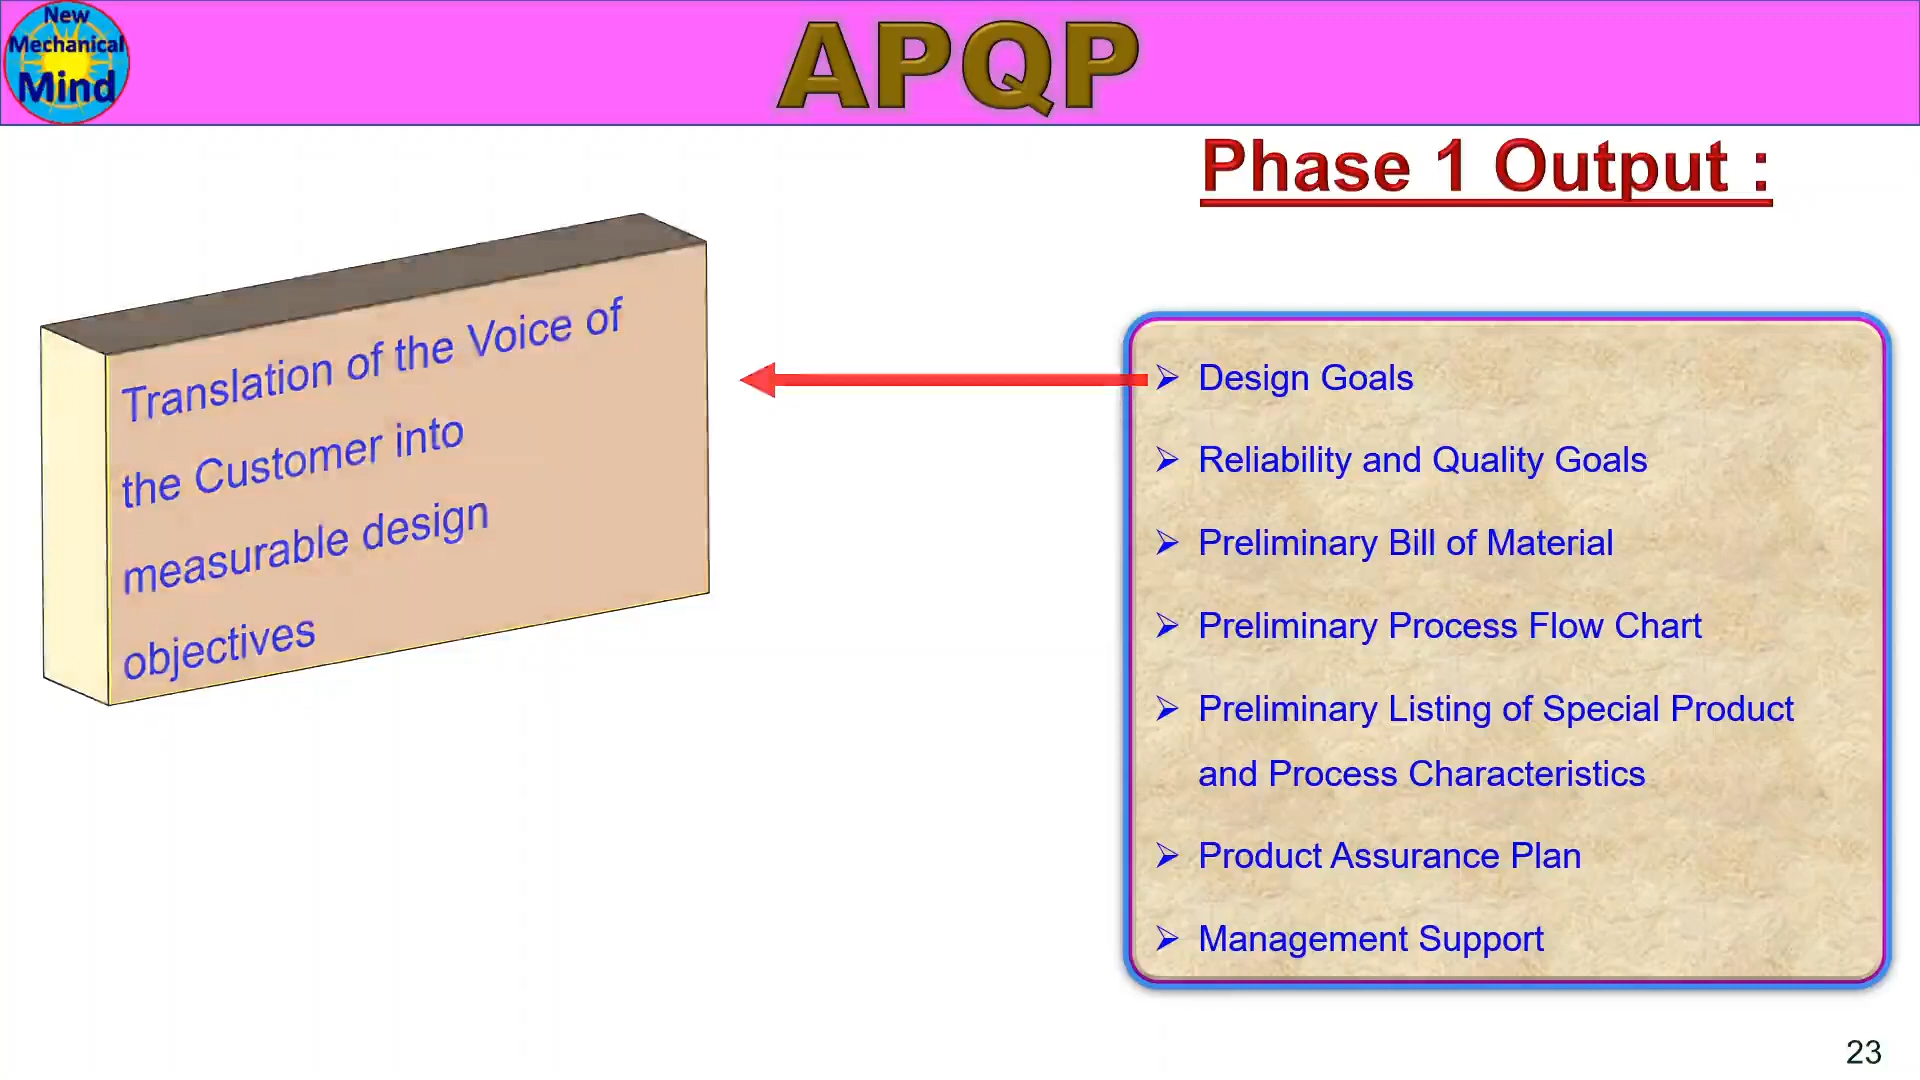 New
Mechanical
Mind
APQP
Phase 1 Output :
Translation of the Voice of
the Customer into
measurable design
objectives
➢ Design Goals
➢ Reliability and Quality Goals
➢ Preliminary Bill of Material
➢ Preliminary Process Flow Chart
➢ Preliminary Listing of Special Product
and Process Characteristics
➢ Product Assurance Plan
➢ Management Support
23